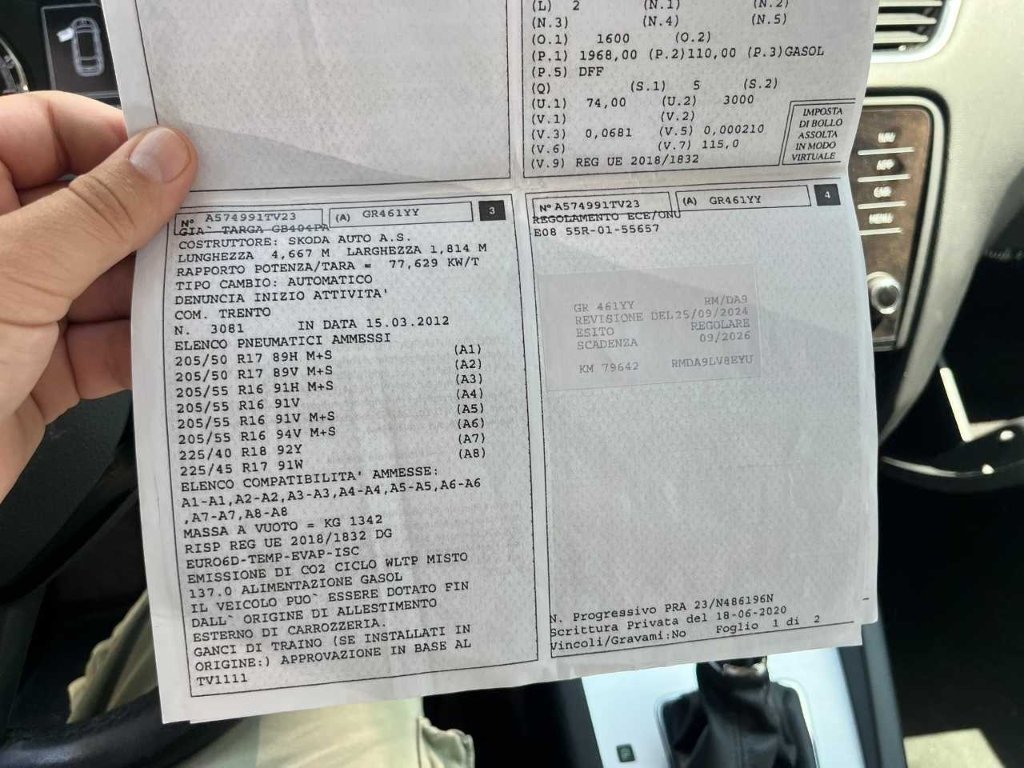 (L) 2 (N.1) (N.2)
(N.3) (N.4) (N.5)
(O.1) 1600 (O.2)
(P.1) 1968,00 (P.2)110,00 (P.3)GASOL
(P.5) DFF
(Q) (S.1) 5 (S.2)
(U.1) 74,00 (U.2) 3000
(V.1) (V.2)
(V.3) 0,0681 (V.5) 0,000210
(V.6) (V.7) 115,0
(V.9) REG UE 2018/1832
IMPOSTA
DI BOLLO
ASSOLTA
IN MODO
VIRTUALE
N° A574991TV23 (A) GR461YY 3
GIA` TARGA GB404PA
COSTRUTTORE: SKODA AUTO A.S.
LUNGHEZZA 4,667 M LARGHEZZA 1,814 M
RAPPORTO POTENZA/TARA = 77,629 KW/T
TIPO CAMBIO: AUTOMATICO
DENUNCIA INIZIO ATTIVITA'
COM. TRENTO
N. 3081 IN DATA 15.03.2012
ELENCO PNEUMATICI AMMESSI
205/50 R17 89H M+S (A1)
205/50 R17 89V M+S (A2)
205/55 R16 91H M+S (A3)
205/55 R16 91V (A4)
205/55 R16 91V M+S (A5)
205/55 R16 94V M+S (A6)
225/40 R18 92Y (A7)
225/45 R17 91W (A8)
ELENCO COMPATIBILITA' AMMESSE:
A1-A1,A2-A2,A3-A3,A4-A4,A5-A5,A6-A6
,A7-A7,A8-A8
MASSA A VUOTO = KG 1342
RISP REG UE 2018/1832 DG
EURO6D-TEMP-EVAP-ISC
EMISSIONE DI CO2 CICLO WLTP MISTO
137.0 ALIMENTAZIONE GASOL
IL VEICOLO PUO` ESSERE DOTATO FIN
DALL` ORIGINE DI ALLESTIMENTO
ESTERNO DI CARROZZERIA.
GANCI DI TRAINO (SE INSTALLATI IN
ORIGINE:) APPROVAZIONE IN BASE AL
TV1111
N° A574991TV23 (A) GR461YY 4
REGOLAMENTO ECE/ONU
E08 55R-01-55657
GR 461YY RM/DA9
REVISIONE DEL 25/09/2024
ESITO REGOLARE
SCADENZA 09/2026
KM 79642 RMDA9LV8EYU
N. Progressivo PRA 23/N486196N
Scrittura Privata del 18-06-2020
Vincoli/Gravami:No Foglio 1 di 2
NAV
APP
CAR
MENU
P